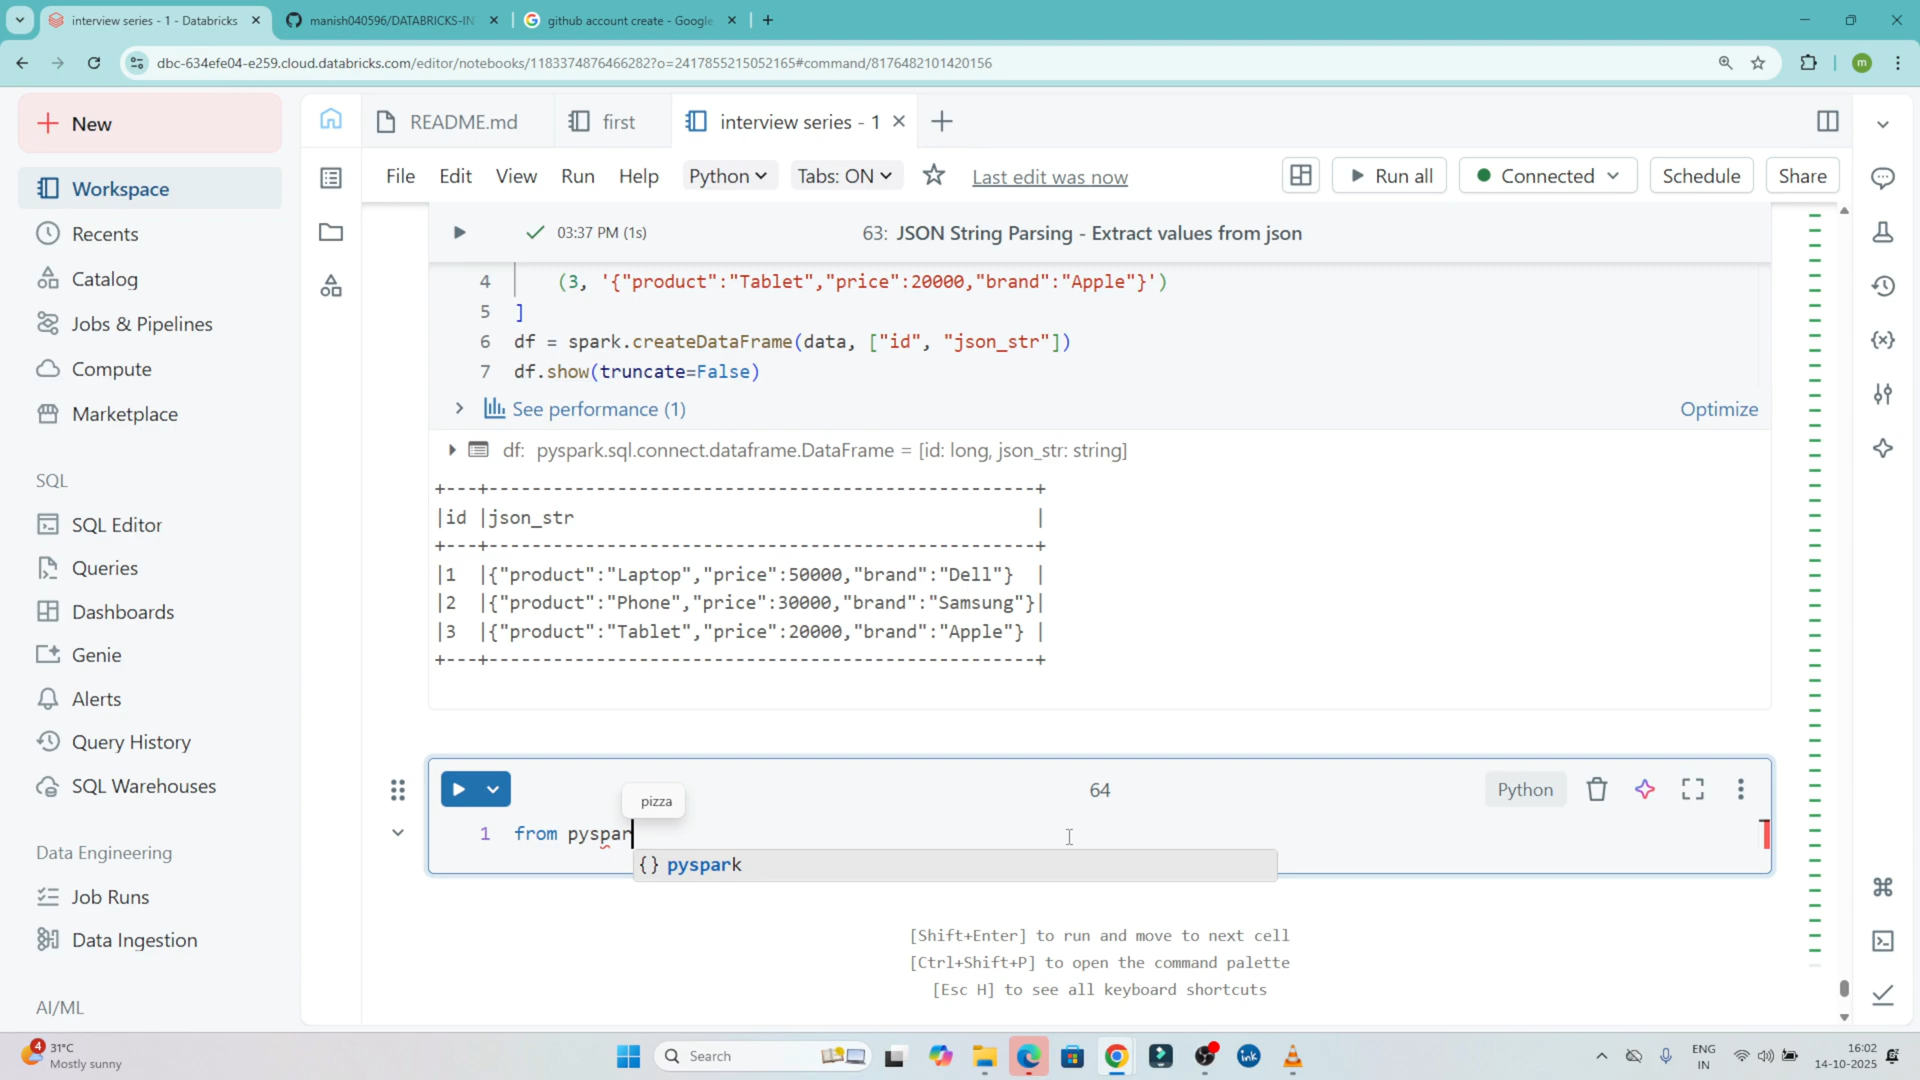 interview series - 1 - Databricks
manish040596/DATABRICKS-IN
github account create - Google
dbc-634efe04-e259.cloud.databricks.com/editor/notebooks/1183374876466282?o=2417855215052165#command/8176482101420156
m
New
Workspace
Recents
Catalog
Jobs & Pipelines
Compute
Marketplace
SQL
SQL Editor
Queries
Dashboards
Genie
Alerts
Query History
SQL Warehouses
Data Engineering
Job Runs
Data Ingestion
AI/ML
README.md
first
interview series - 1
File Edit View Run Help Python Tabs: ON Last edit was now Run all Connected Schedule Share
03:37 PM (1s) 63: JSON String Parsing - Extract values from json
4 (3, '{"product":"Tablet","price":20000,"brand":"Apple"}')
5 ]
6 df = spark.createDataFrame(data, ["id", "json_str"])
7 df.show(truncate=False)
See performance (1) Optimize
df: pyspark.sql.connect.dataframe.DataFrame = [id: long, json_str: string]
+---+--------------------------------------------------+
|id |json_str |
+---+--------------------------------------------------+
|1 |{"product":"Laptop","price":50000,"brand":"Dell"} |
|2 |{"product":"Phone","price":30000,"brand":"Samsung"}|
|3 |{"product":"Tablet","price":20000,"brand":"Apple"} |
+---+--------------------------------------------------+
64 Python
pizza
1 from pyspar
{} pyspark
[Shift+Enter] to run and move to next cell
[Ctrl+Shift+P] to open the command palette
[Esc H] to see all keyboard shortcuts
4 31°C
Mostly sunny
Search
ink
ENG
IN
16:02
14-10-2025